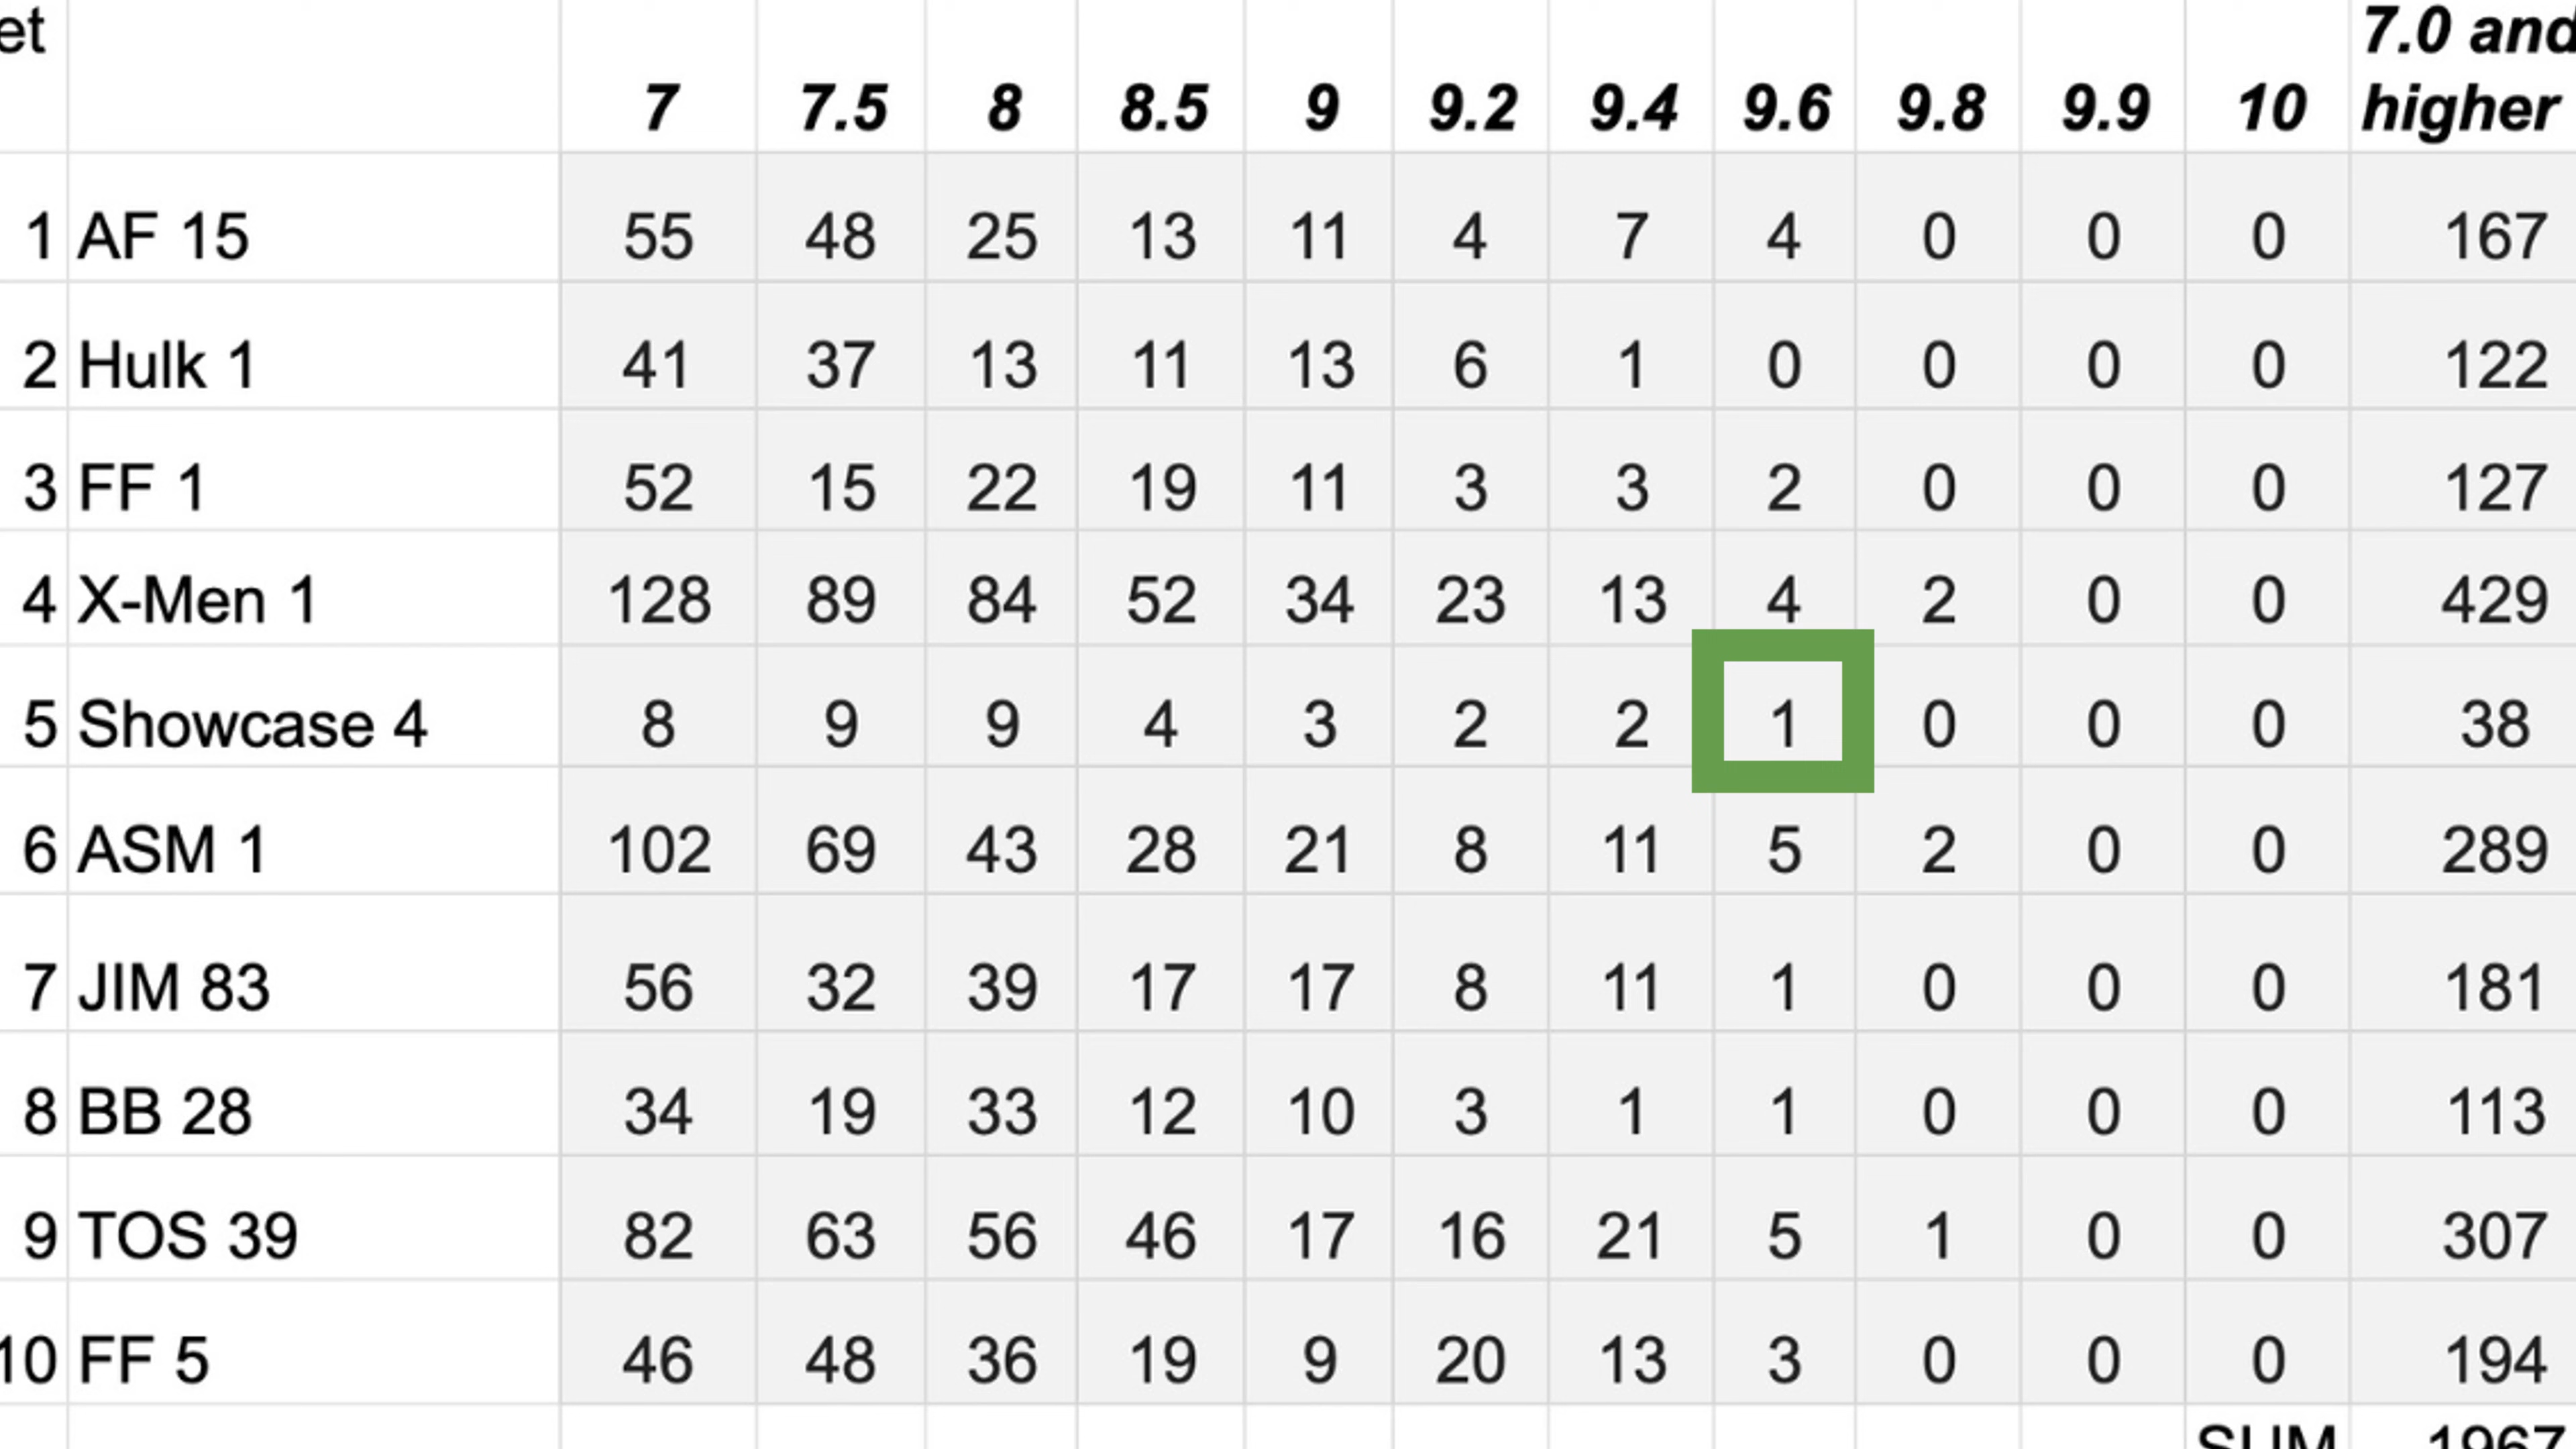 et 7.0 and
7 7.5 8 8.5 9 9.2 9.4 9.6 9.8 9.9 10 higher
1 AF 15 55 48 25 13 11 4 7 4 0 0 0 167
2 Hulk 1 41 37 13 11 13 6 1 0 0 0 0 122
3 FF 1 52 15 22 19 11 3 3 2 0 0 0 127
4 X-Men 1 128 89 84 52 34 23 13 4 2 0 0 429
5 Showcase 4 8 9 9 4 3 2 2 1 0 0 0 38
6 ASM 1 102 69 43 28 21 8 11 5 2 0 0 289
7 JIM 83 56 32 39 17 17 8 11 1 0 0 0 181
8 BB 28 34 19 33 12 10 3 1 1 0 0 0 113
9 TOS 39 82 63 56 46 17 16 21 5 1 0 0 307
10 FF 5 46 48 36 19 9 20 13 3 0 0 0 194
SUM 1967